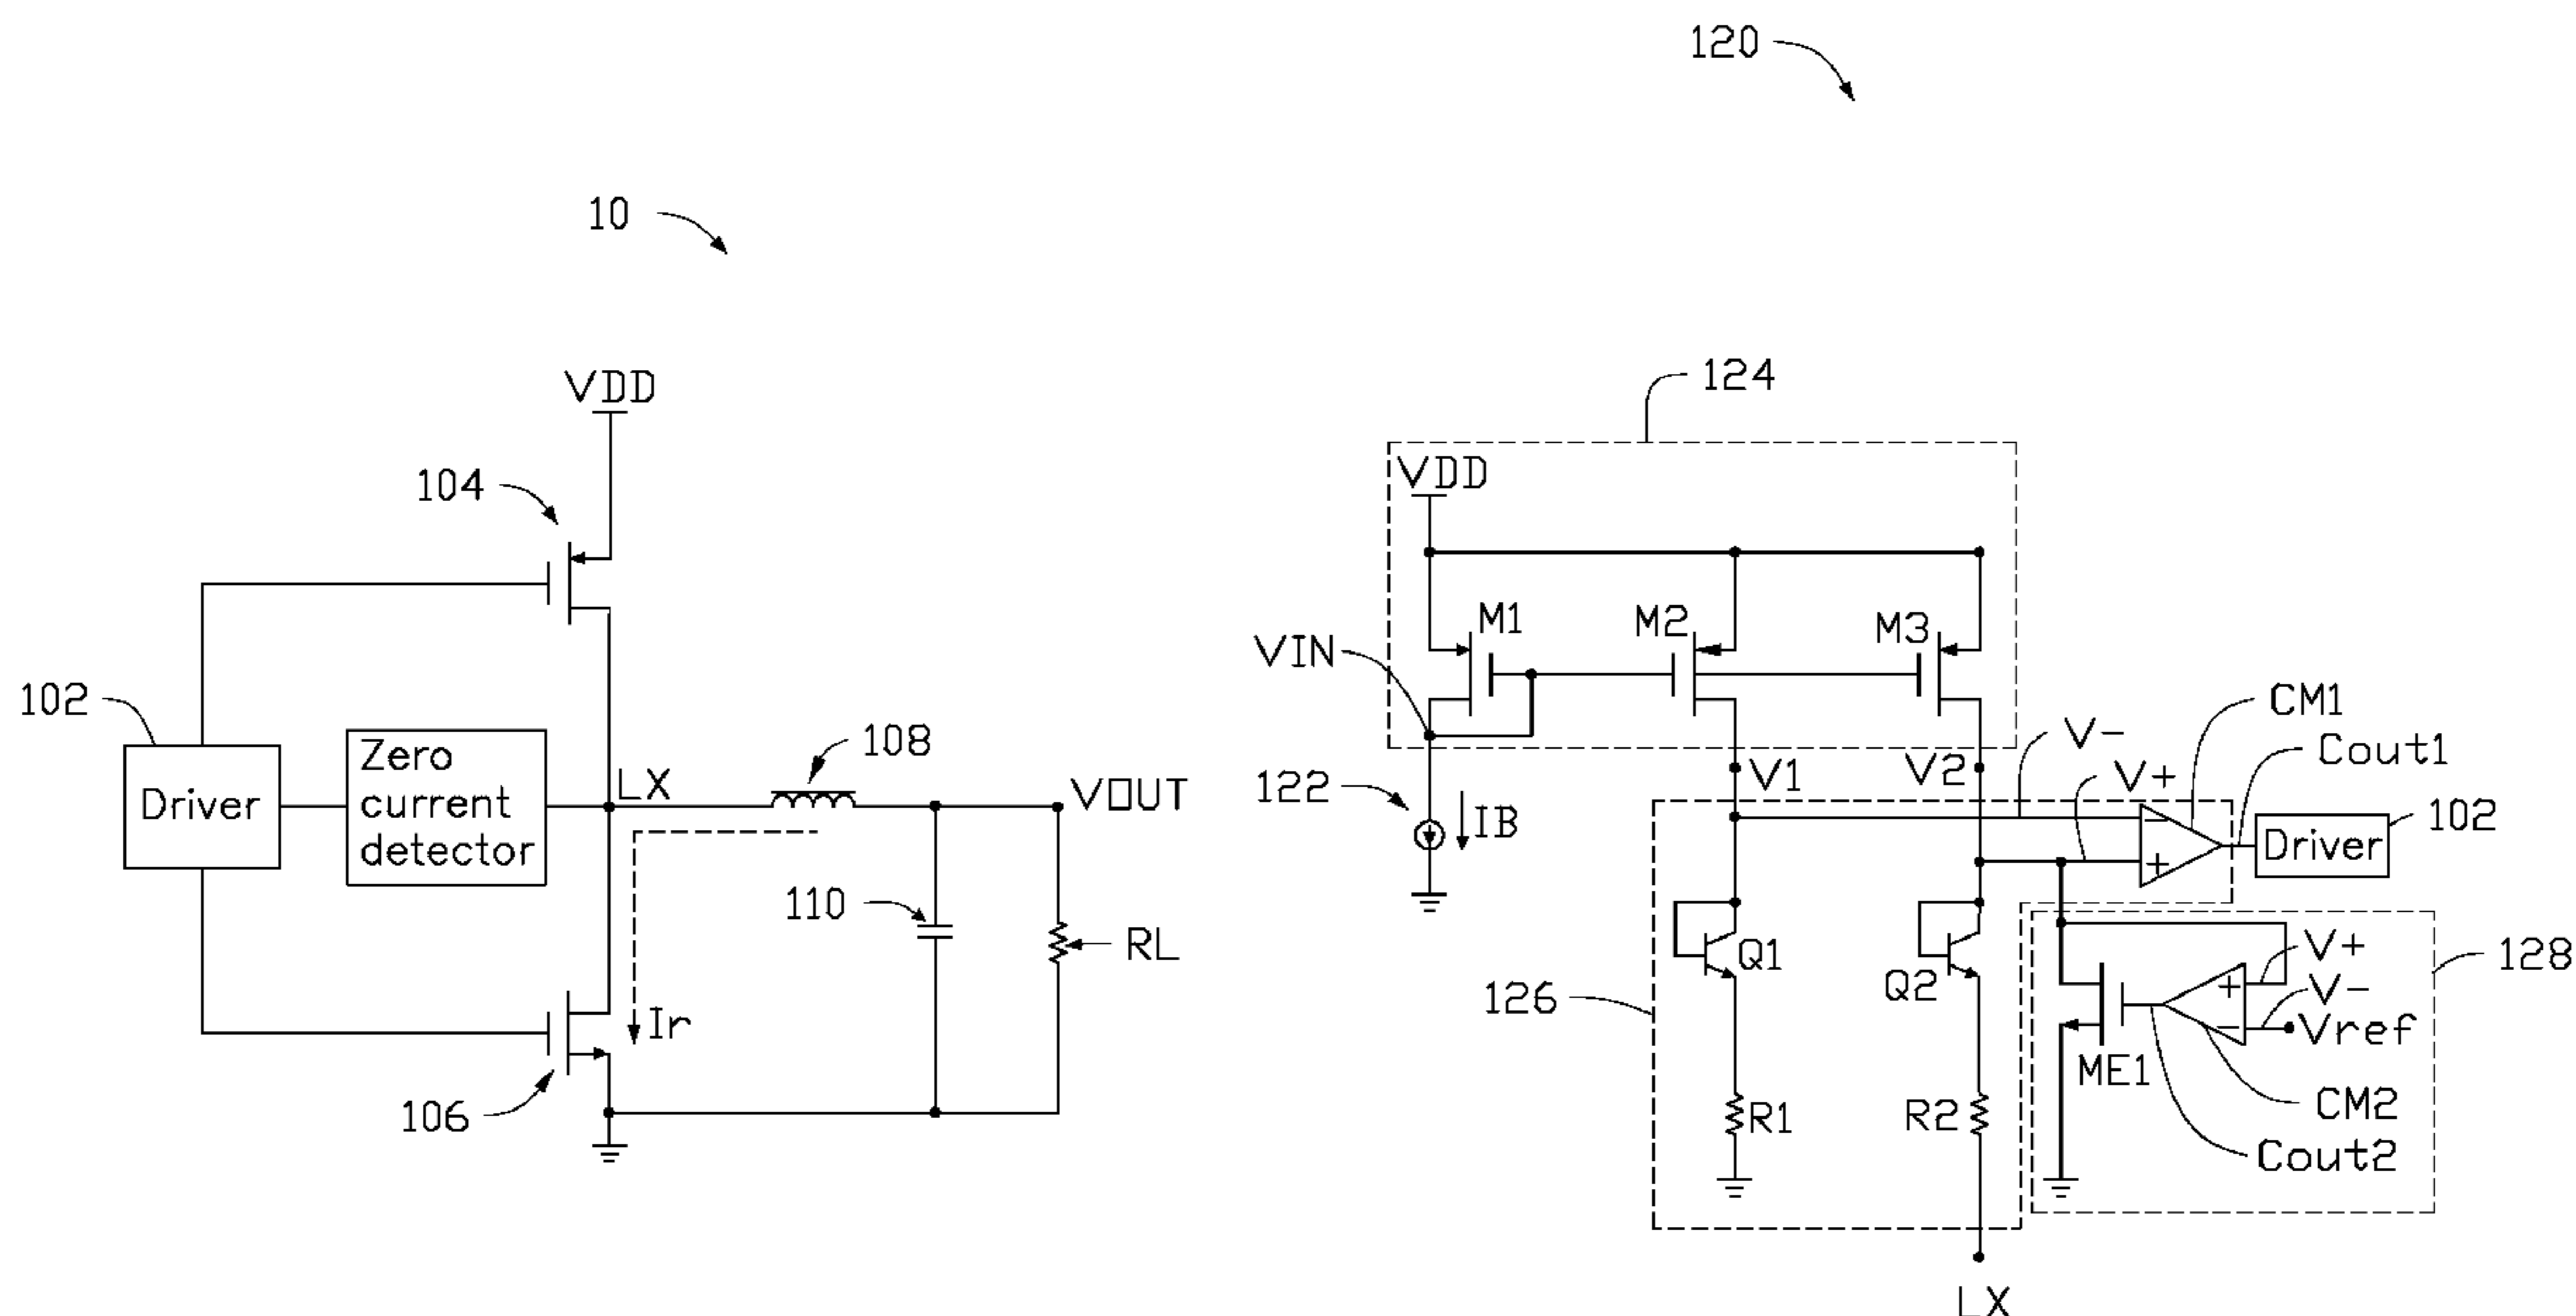 10
VDD
104
102
Driver
Zero
current
detector
LX
108
VOUT
110
RL
Ir
106
120
124
VDD
M1
M2
M3
VIN
122
IB
V1
V2
V-
V+
CM1
Cout1
Driver
102
Q1
Q2
126
R1
R2
LX
128
V+
V-
Vref
ME1
CM2
Cout2
+
-
+
-